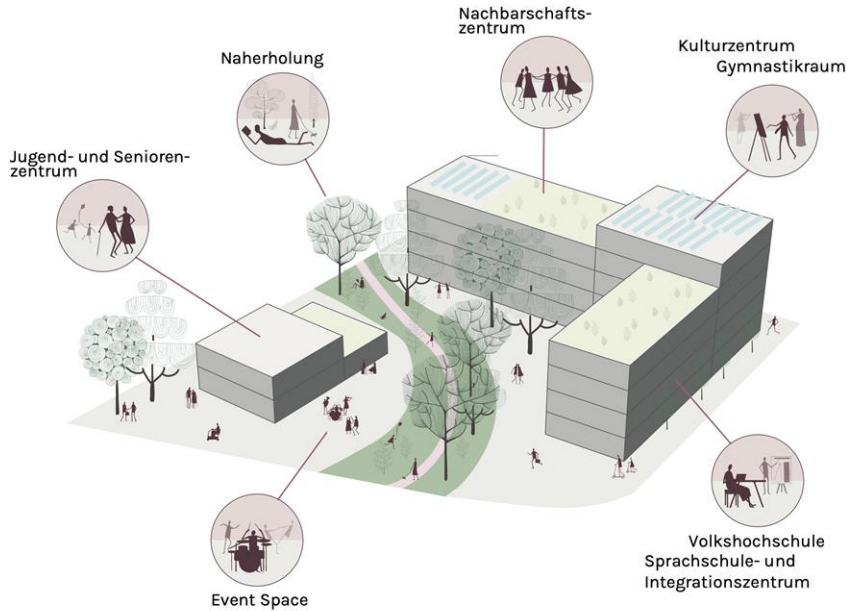 Nachbarschafts-
zentrum
Kulturzentrum
Gymnastikraum
Naherholung
Jugend- und Senioren-
zentrum
Volkshochschule
Sprachschule- und
Integrationszentrum
Event Space